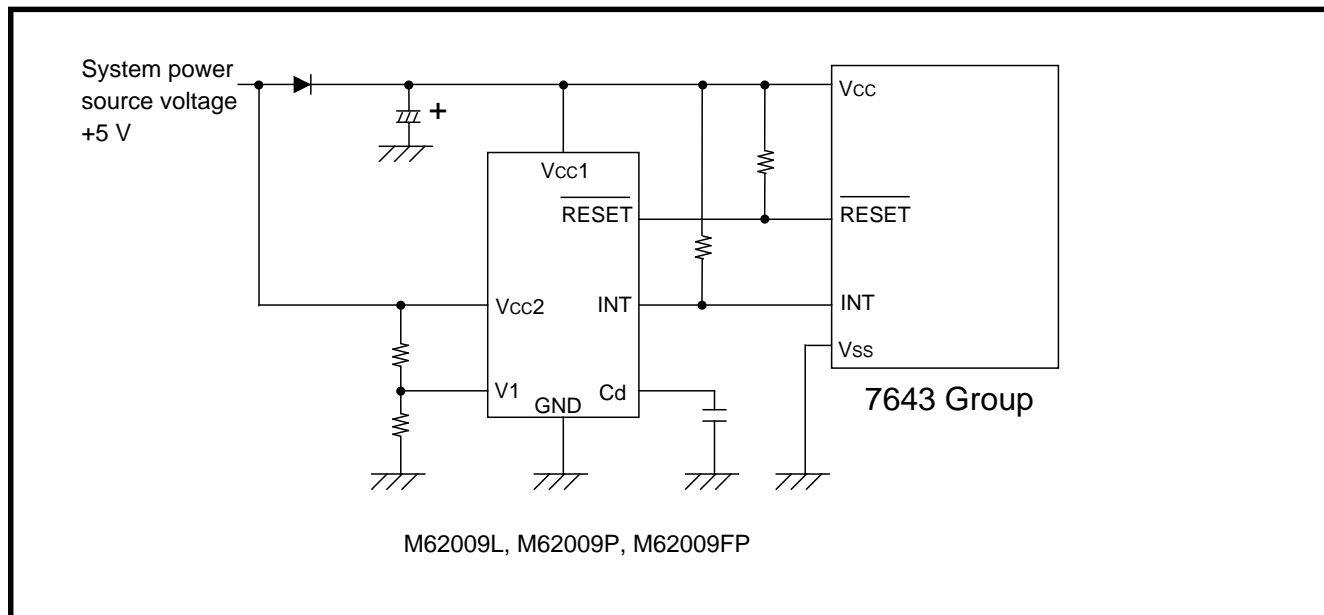 System power
source voltage
+5 V
+
VCC1
RESET
VCC2
INT
V1
Cd
GND
VCC
RESET
INT
VSS
7643 Group
M62009L, M62009P, M62009FP